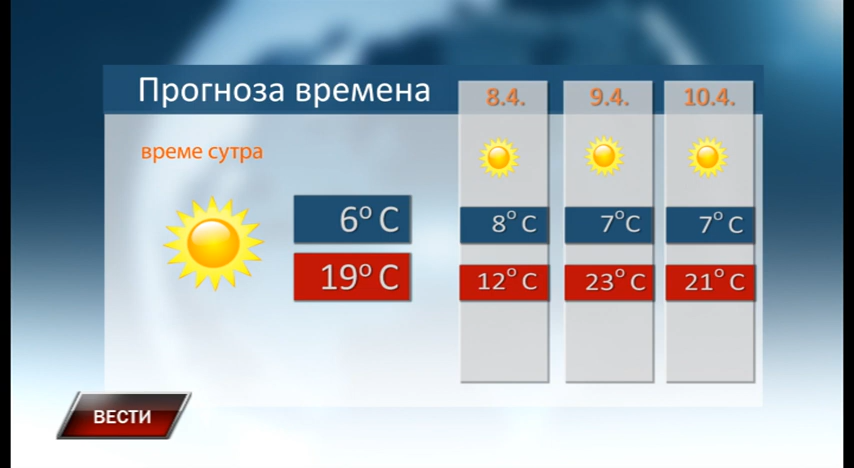 Прогноза времена
време сутра
6° C
19° C
8.4.
8° C
12° C
9.4.
7°C
23° C
10.4.
7° C
21° C
ВЕСТИ